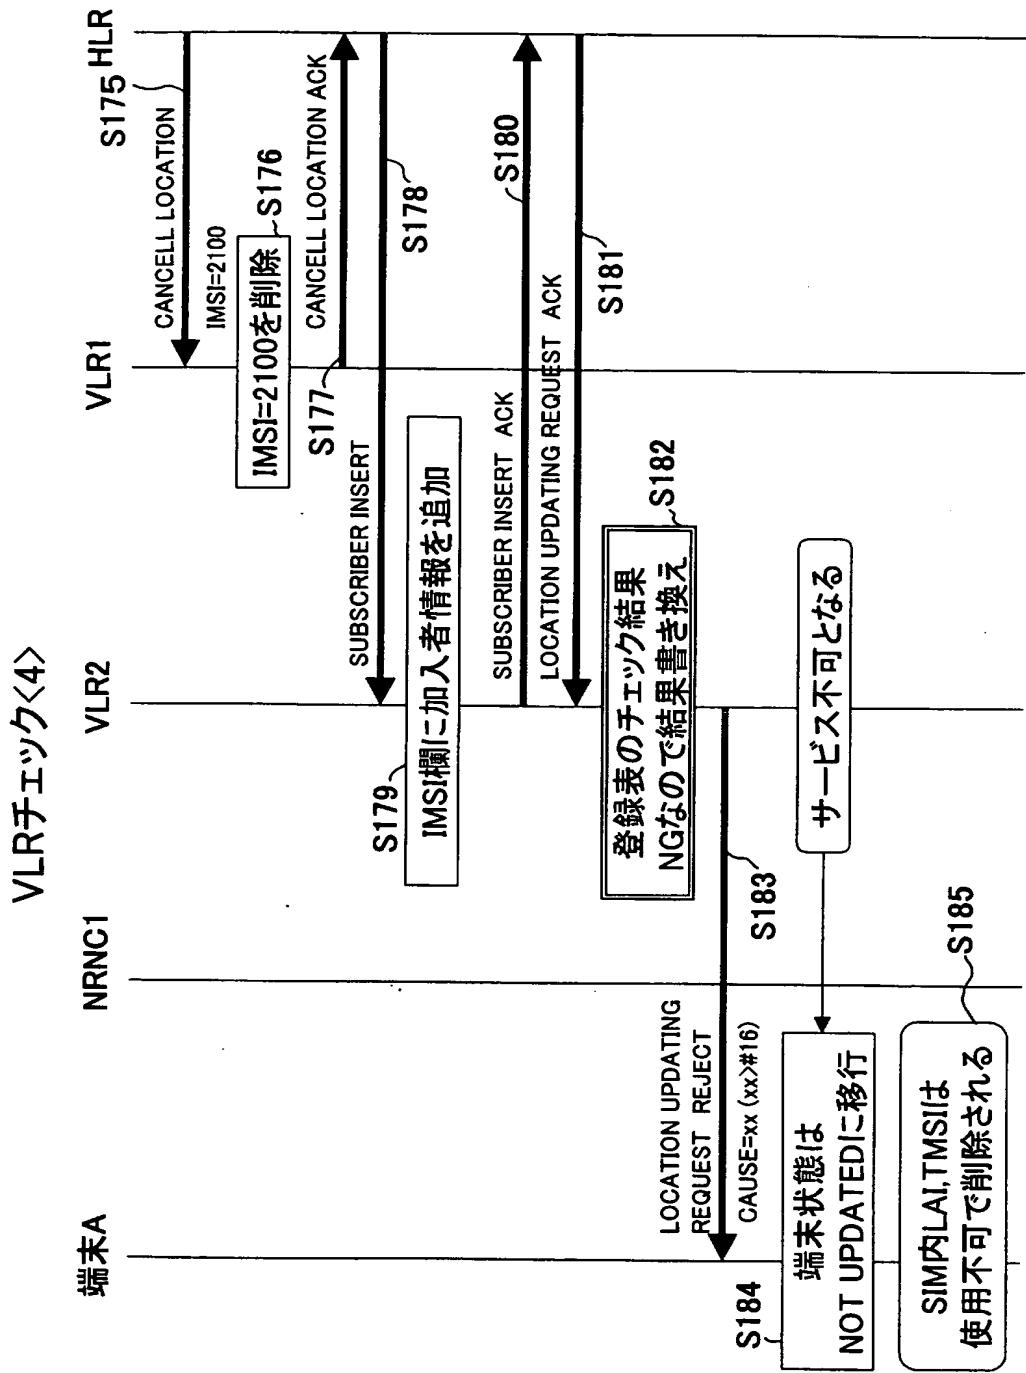 VLRチェック<4>
端末A
NRNC1
VLR2
VLR1
HLR
S175
CANCELL LOCATION
IMSI=2100
S176
IMSI=2100を削除
CANCELL LOCATION ACK
S177
SUBSCRIBER INSERT
S178
S179
IMSI欄に加入者情報を追加
SUBSCRIBER INSERT ACK
S180
LOCATION UPDATING REQUEST ACK
S181
S182
登録表のチェック結果
NGなので結果書き換え
LOCATION UPDATING
REQUEST REJECT
S183
CAUSE=xx (xx>#16)
S184
端末状態は
NOT UPDATEDに移行
サービス不可となる
S185
SIM内LAI,TMSIは
使用不可で削除される